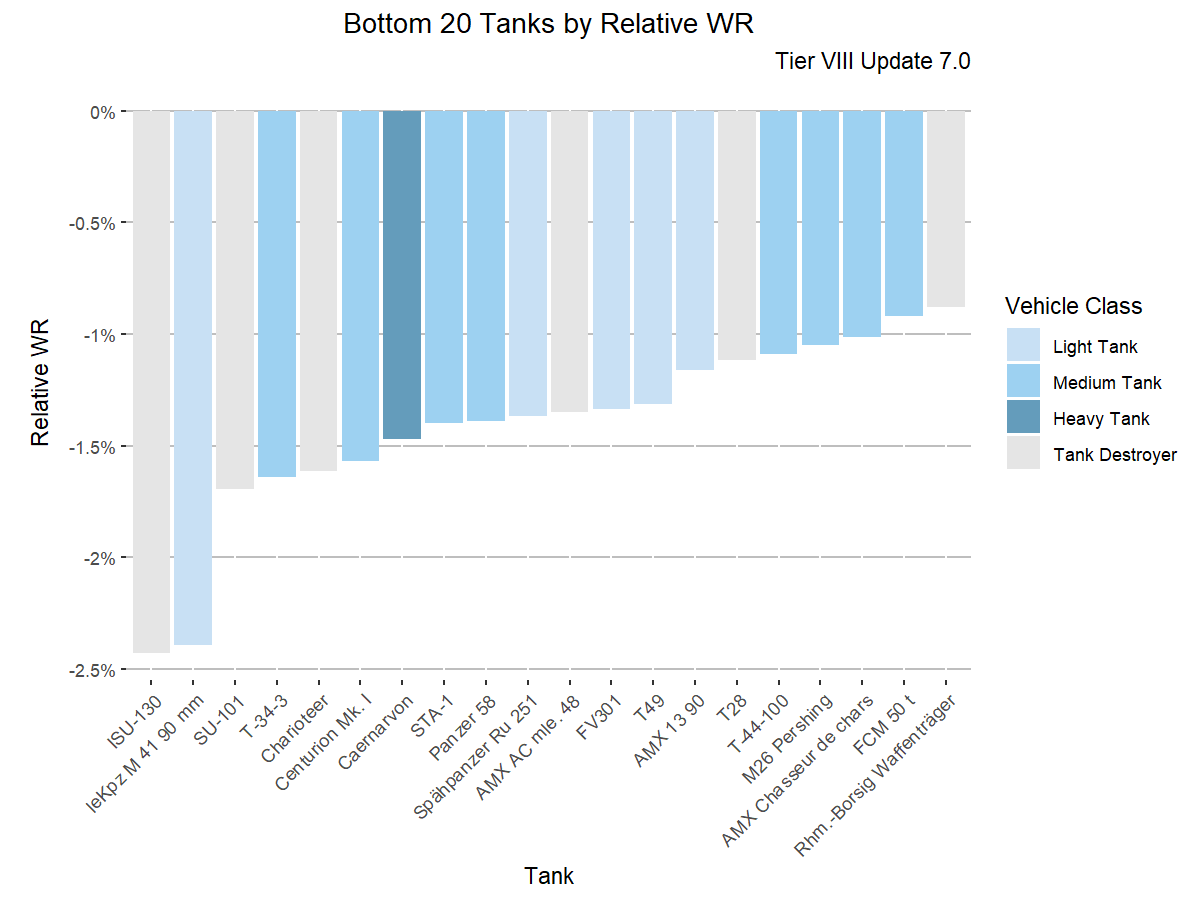 Bottom 20 Tanks by Relative WR
Tier VIII Update 7.0
0%
-0.5%
-1%
-1.5%
-2%
-2.5%
Relative WR
ISU-130
leKpz M 41 90 mm
SU-101
T-34-3
Charioteer
Centurion Mk. I
Caernarvon
STA-1
Panzer 58
Spähpanzer Ru 251
AMX AC mle. 48
FV301
T49
AMX 13 90
T28
T-44-100
M26 Pershing
AMX Chasseur de chars
FCM 50 t
Rhm.-Borsig Waffenträger
Tank
Vehicle Class
Light Tank
Medium Tank
Heavy Tank
Tank Destroyer